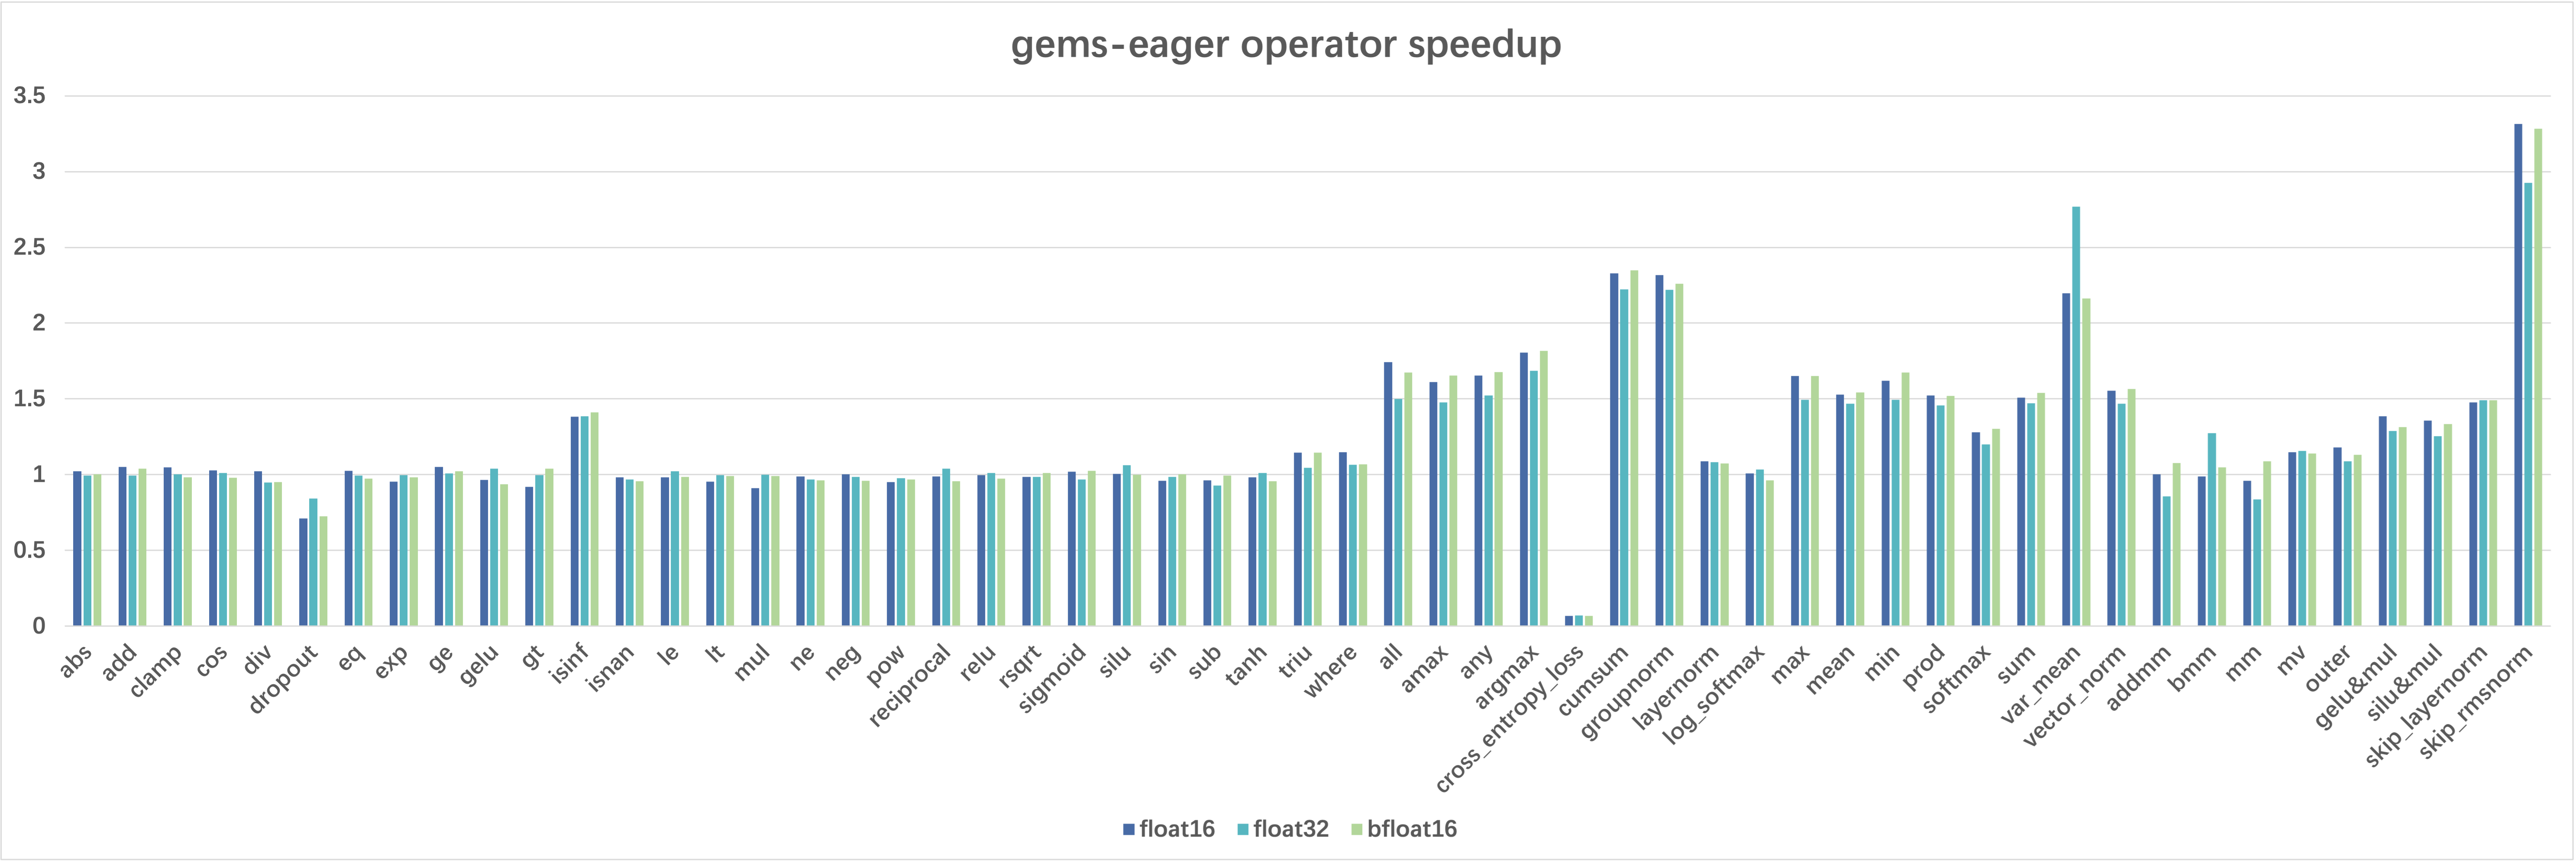 gems-eager operator speedup
3.5
3
2.5
2
1.5
1
0.5
0
abs
add
clamp
cos
div
dropout
eq
exp
ge
gelu
gt
isinf
isnan
le
lt
mul
ne
neg
pow
reciprocal
relu
rsqrt
sigmoid
silu
sin
sub
tanh
triu
where
all
amax
any
argmax
cross_entropy_loss
cumsum
groupnorm
layernorm
log_softmax
max
mean
min
prod
softmax
sum
var_mean
vector_norm
addmm
bmm
mm
mv
outer
gelu&mul
silu&mul
skip_layernorm
skip_rmsnorm
float16 float32 bfloat16